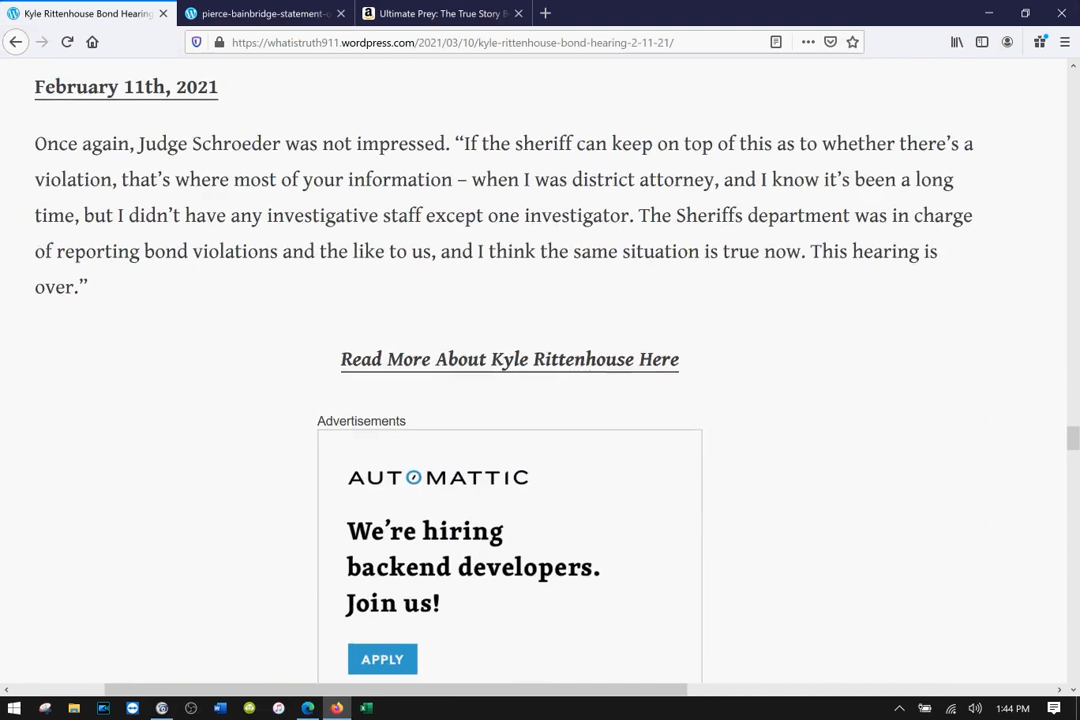 Kyle Rittenhouse Bond Hearing
pierce-bainbridge-statement-o
Ultimate Prey: The True Story B
https://whatistruth911.wordpress.com/2021/03/10/kyle-rittenhouse-bond-hearing-2-11-21/
February 11th, 2021
Once again, Judge Schroeder was not impressed. “If the sheriff can keep on top of this as to whether there’s a
violation, that’s where most of your information – when I was district attorney, and I know it’s been a long
time, but I didn’t have any investigative staff except one investigator. The Sheriffs department was in charge
of reporting bond violations and the like to us, and I think the same situation is true now. This hearing is
over.”
Read More About Kyle Rittenhouse Here
Advertisements
AUTOMATTIC
We’re hiring
backend developers.
Join us!
APPLY
1:44 PM